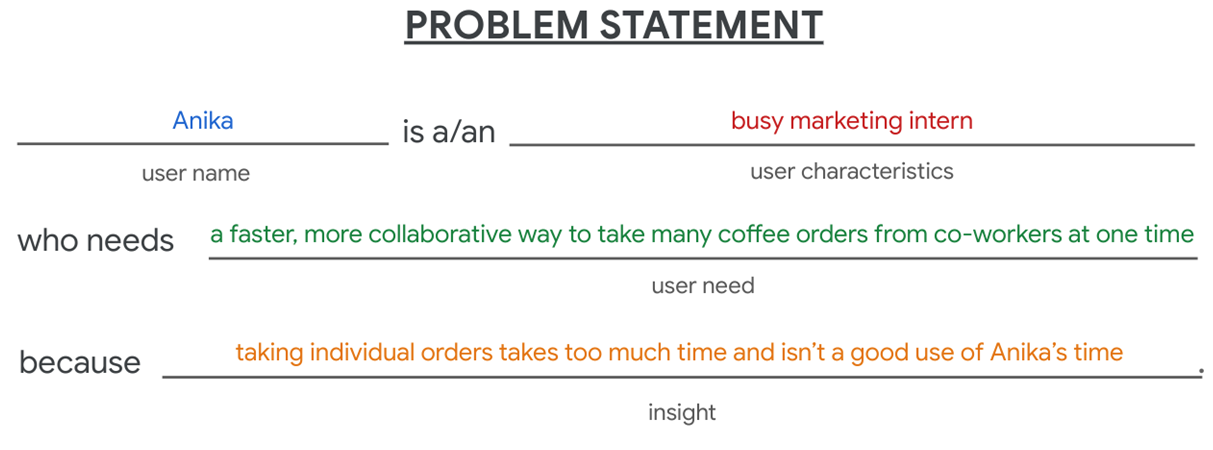 PROBLEM STATEMENT
Anika is a/an busy marketing intern
user name user characteristics
who needs a faster, more collaborative way to take many coffee orders from co-workers at one time
user need
because taking individual orders takes too much time and isn’t a good use of Anika’s time.
insight